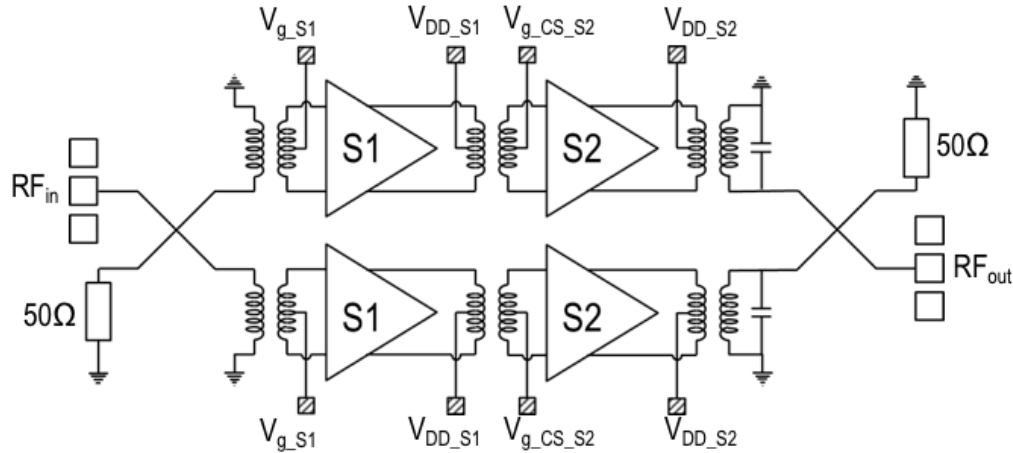 V_g_S1 V_DD_S1 V_g_CS_S2 V_DD_S2
S1 S2 50Ω
RF_in
RF_out
50Ω S1 S2
V_g_S1 V_DD_S1 V_g_CS_S2 V_DD_S2